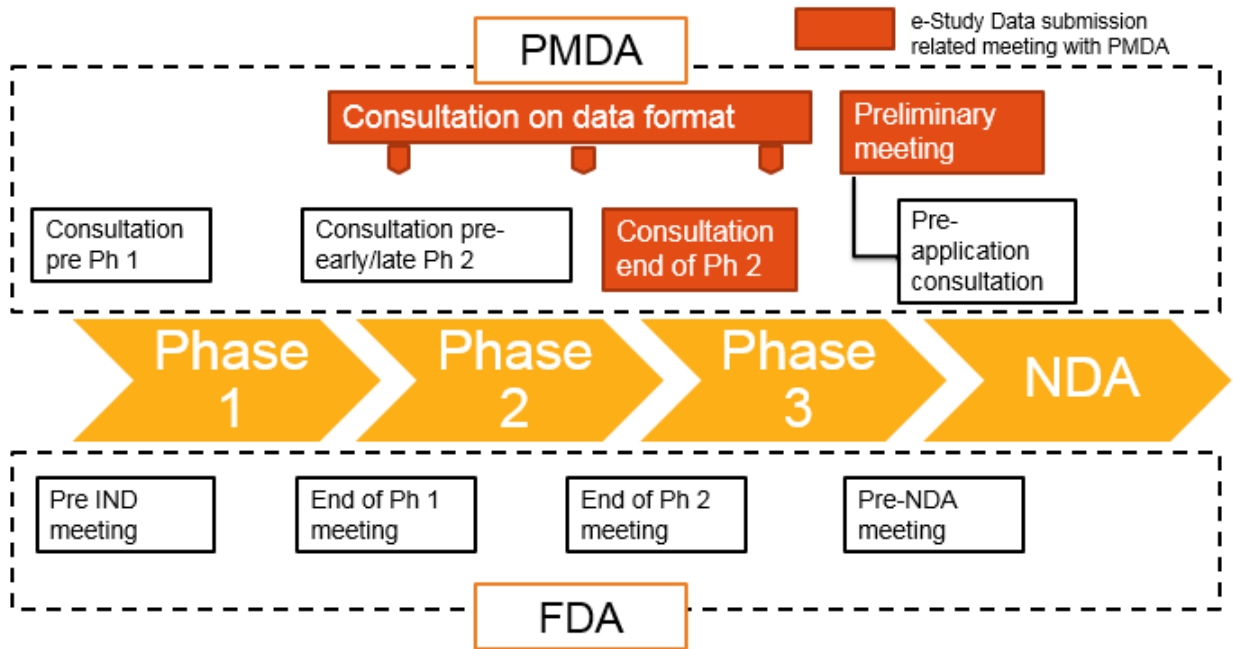 PMDA
e-Study Data submission
related meeting with PMDA
Consultation on data format
Preliminary
meeting
Consultation
pre Ph 1
Consultation pre-
early/late Ph 2
Consultation
end of Ph 2
Pre-
application
consultation
Phase
1
Phase
2
Phase
3
NDA
Pre IND
meeting
End of Ph 1
meeting
End of Ph 2
meeting
Pre-NDA
meeting
FDA